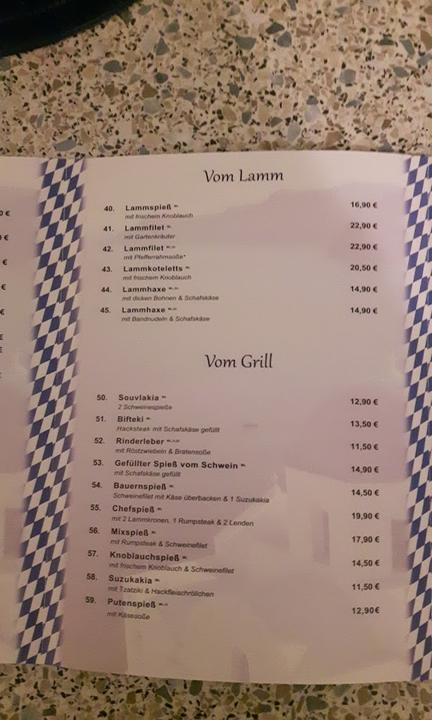 Vom Lamm
40. Lammspieß 16,90 €
mit frischem Knoblauch
41. Lammfilet 22,90 €
mit Gartenkräuter
42. Lammfilet 22,90 €
mit Pfefferrahmsoße*
43. Lammkoteletts 20,50 €
mit frischem Knoblauch
44. Lammhaxe 14,90 €
mit dicken Bohnen & Schafskäse
45. Lammhaxe 14,90 €
mit Bandnudeln & Schafskäse
Vom Grill
50. Souvlakia 12,90 €
2 Schweinespieße
51. Bifteki 13,50 €
Hacksteak mit Schafskäse gefüllt
52. Rinderleber 11,50 €
mit Röstzwiebeln & Bratensoße
53. Gefüllter Spieß vom Schwein 14,90 €
mit Schafskäse gefüllt
54. Bauernspieß 14,50 €
Schweinefilet mit Käse überbacken & 1 Suzukakia
55. Chefspieß 19,90 €
mit 2 Lammkronen, 1 Rumpsteak & 2 Lenden
56. Mixspieß 17,90 €
mit Rumpsteak & Schweinefilet
57. Knoblauchspieß 14,50 €
mit frischem Knoblauch & Schweinefilet
58. Suzukakia 11,50 €
mit Tzatziki & Hackfleischröllchen
59. Putenspieß 12,90€
mit Käsesoße